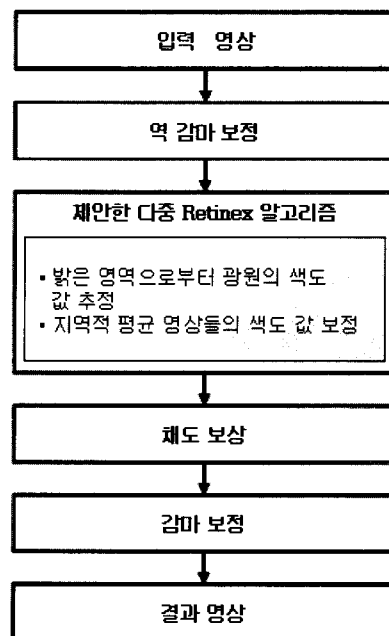 입력 영상
역 감마 보정
제안한 다중 Retinex 알고리즘
▪ 밝은 영역으로부터 광원의 색도
값 추정
▪ 지역적 평균 영상들의 색도 값 보정
채도 보상
감마 보정
결과 영상